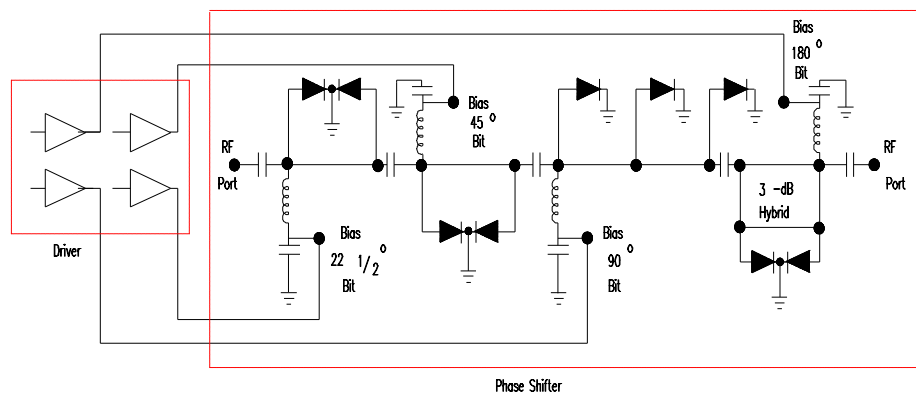 Bias
180°
Bit
Bias
45°
Bit
RF
Port
RF
Port
3 -dB
Hybrid
Driver
Bias
22 1/2°
Bit
Bias
90°
Bit
Phase Shifter